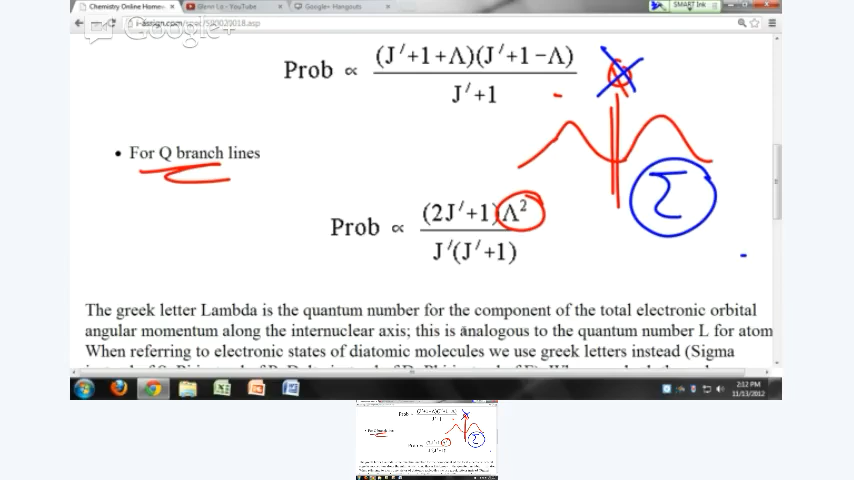 Chemistry Online Home
Glenn Lo - YouTube
Google+ Hangouts
SMART Ink
Google+
Prob ∝ (J′+1+Λ)(J′+1−Λ) / J′+1
• For Q branch lines
Prob ∝ (2J′+1)Λ² / J′(J′+1)
Σ
The greek letter Lambda is the quantum number for the component of the total electronic orbital
angular momentum along the internuclear axis; this is analogous to the quantum number L for atom
When referring to electronic states of diatomic molecules we use greek letters instead (Sigma
2:12 PM
11/13/2012